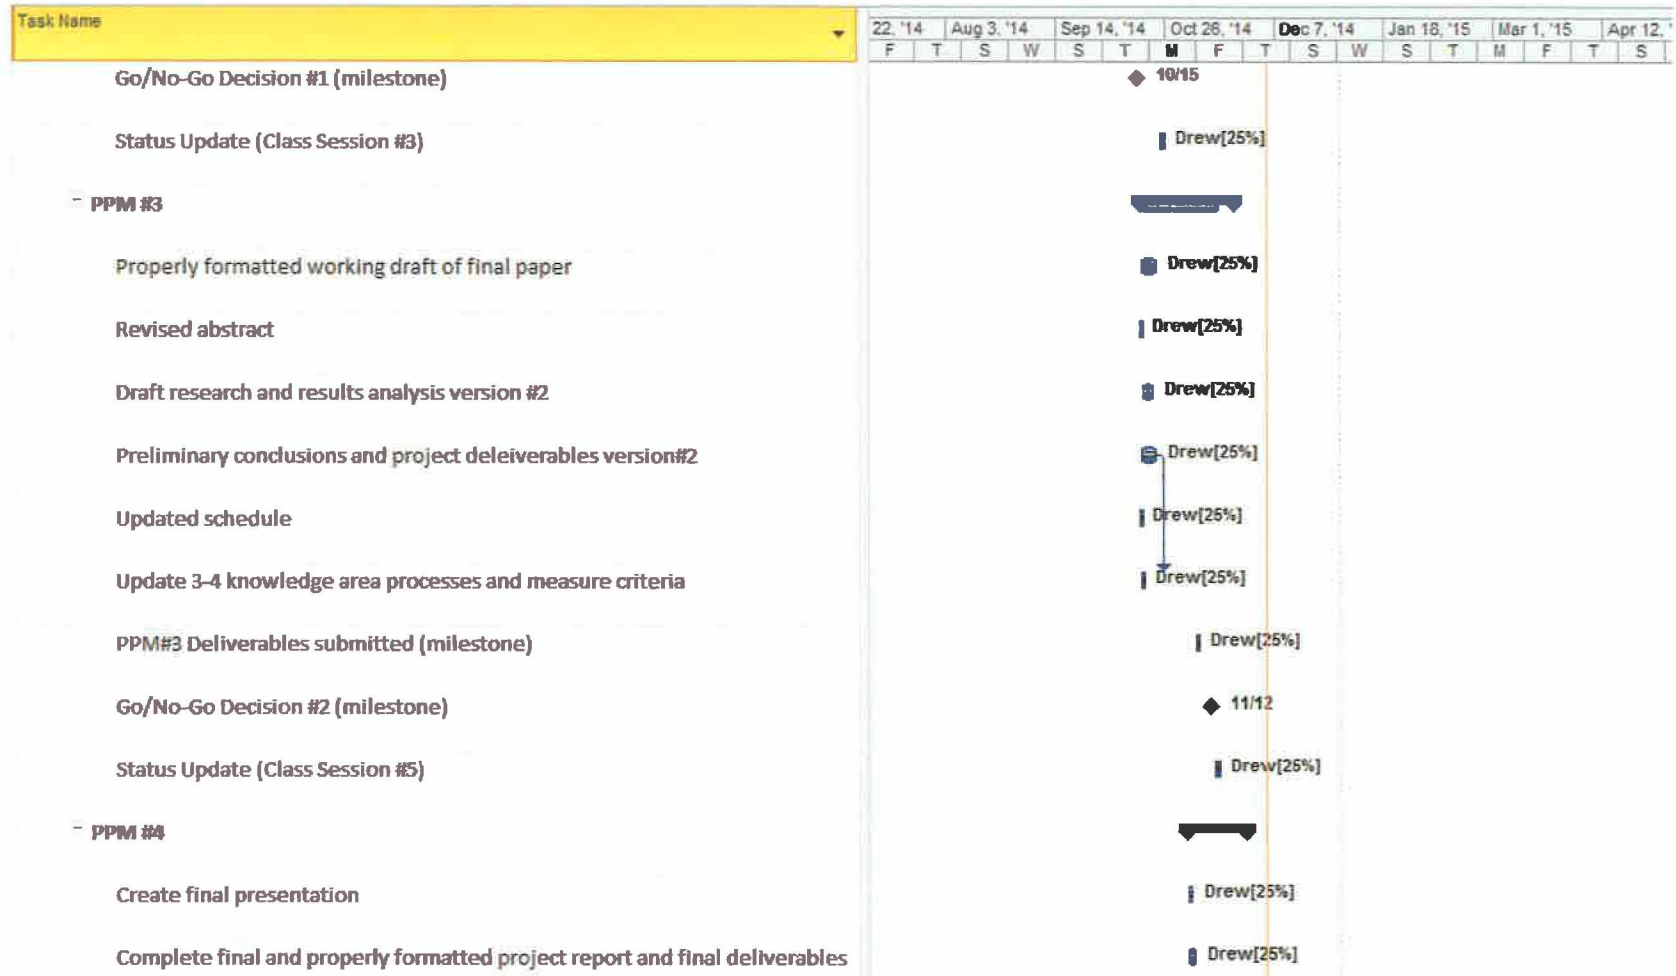 Task Name
22, '14 Aug 3, '14 Sep 14, '14 Oct 26, '14 Dec 7, '14 Jan 18, '15 Mar 1, '15 Apr 12, '
F T S W S T M F T S W S T M F T S
Go/No-Go Decision #1 (milestone) 10/15
Status Update (Class Session #3) Drew[25%]
PPM #3
Properly formatted working draft of final paper Drew[25%]
Revised abstract Drew[25%]
Draft research and results analysis version #2 Drew[25%]
Preliminary conclusions and project deleiverables version#2 Drew[25%]
Updated schedule Drew[25%]
Update 3-4 knowledge area processes and measure criteria Drew[25%]
PPM#3 Deliverables submitted (milestone) Drew[25%]
Go/No-Go Decision #2 (milestone) 11/12
Status Update (Class Session #5) Drew[25%]
PPM #4
Create final presentation Drew[25%]
Complete final and properly formatted project report and final deliverables Drew[25%]